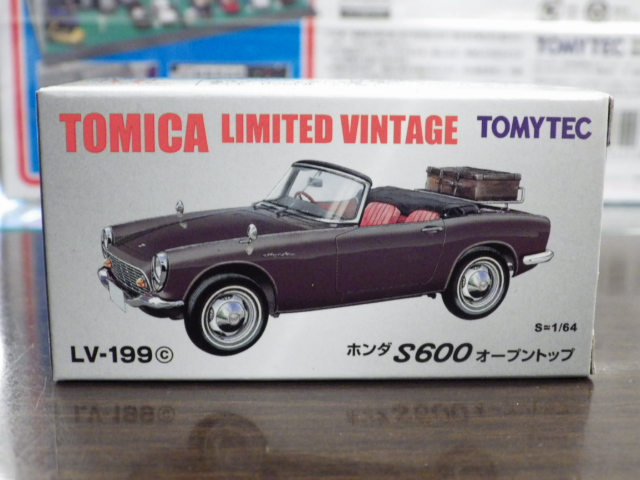 TOMYTEC
TOMICA LIMITED VINTAGE TOMYTEC
S=1/64
LV-199ⓒ
ホンダ S600 オープントップ